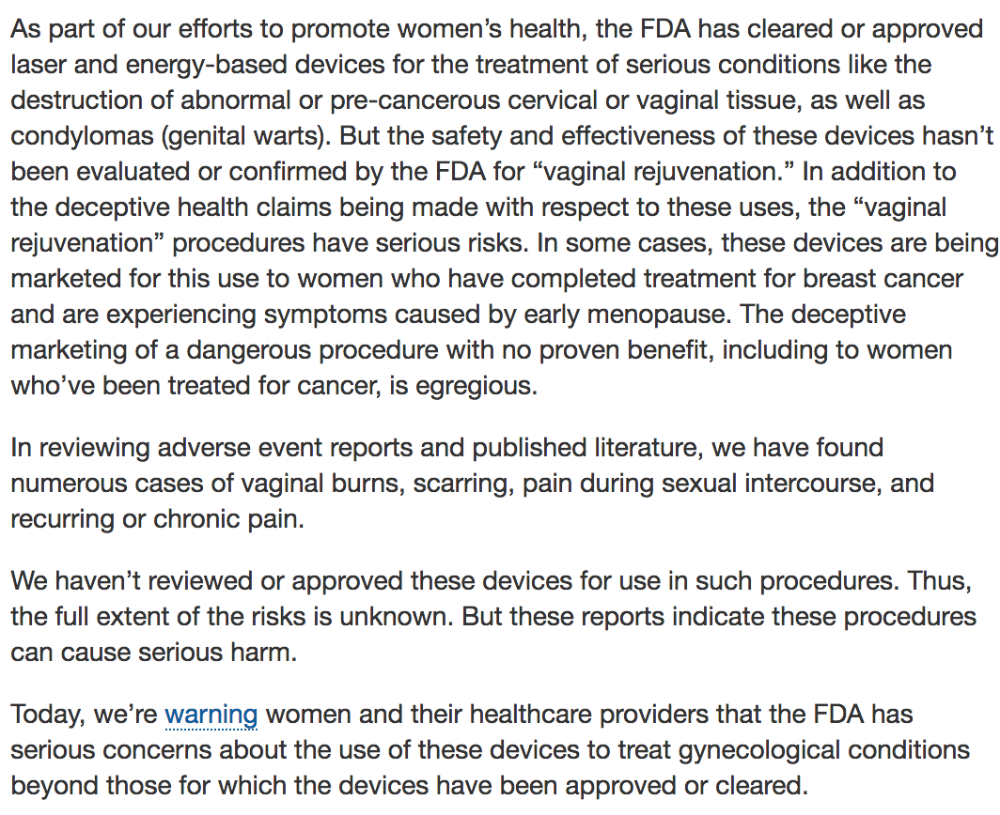 As part of our efforts to promote women’s health, the FDA has cleared or approved
laser and energy-based devices for the treatment of serious conditions like the
destruction of abnormal or pre-cancerous cervical or vaginal tissue, as well as
condylomas (genital warts). But the safety and effectiveness of these devices hasn’t
been evaluated or confirmed by the FDA for “vaginal rejuvenation.” In addition to
the deceptive health claims being made with respect to these uses, the “vaginal
rejuvenation” procedures have serious risks. In some cases, these devices are being
marketed for this use to women who have completed treatment for breast cancer
and are experiencing symptoms caused by early menopause. The deceptive
marketing of a dangerous procedure with no proven benefit, including to women
who’ve been treated for cancer, is egregious.
In reviewing adverse event reports and published literature, we have found
numerous cases of vaginal burns, scarring, pain during sexual intercourse, and
recurring or chronic pain.
We haven’t reviewed or approved these devices for use in such procedures. Thus,
the full extent of the risks is unknown. But these reports indicate these procedures
can cause serious harm.
Today, we’re warning women and their healthcare providers that the FDA has
serious concerns about the use of these devices to treat gynecological conditions
beyond those for which the devices have been approved or cleared.